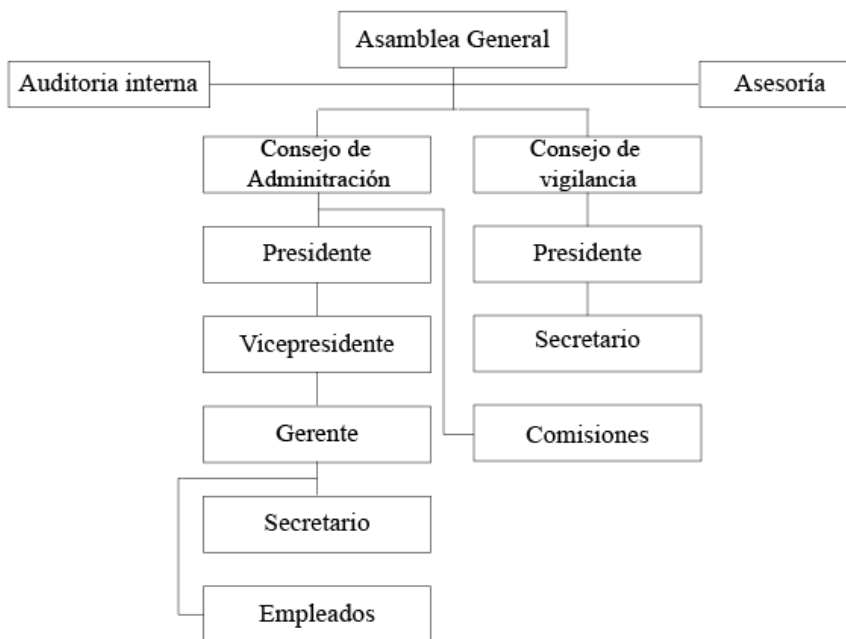 Asamblea General
Auditoria interna
Asesoría
Consejo de
Adminitración
Consejo de
vigilancia
Presidente
Presidente
Vicepresidente
Secretario
Gerente
Comisiones
Secretario
Empleados